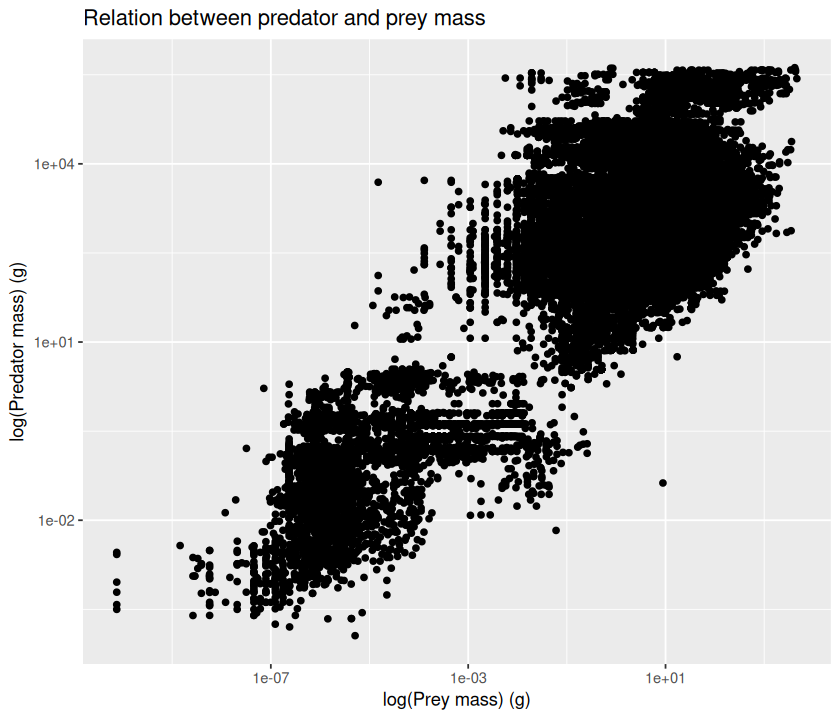 Relation between predator and prey mass
log(Predator mass) (g)
1e+04
1e+01
1e-02
1e-07
1e-03
1e+01
log(Prey mass) (g)